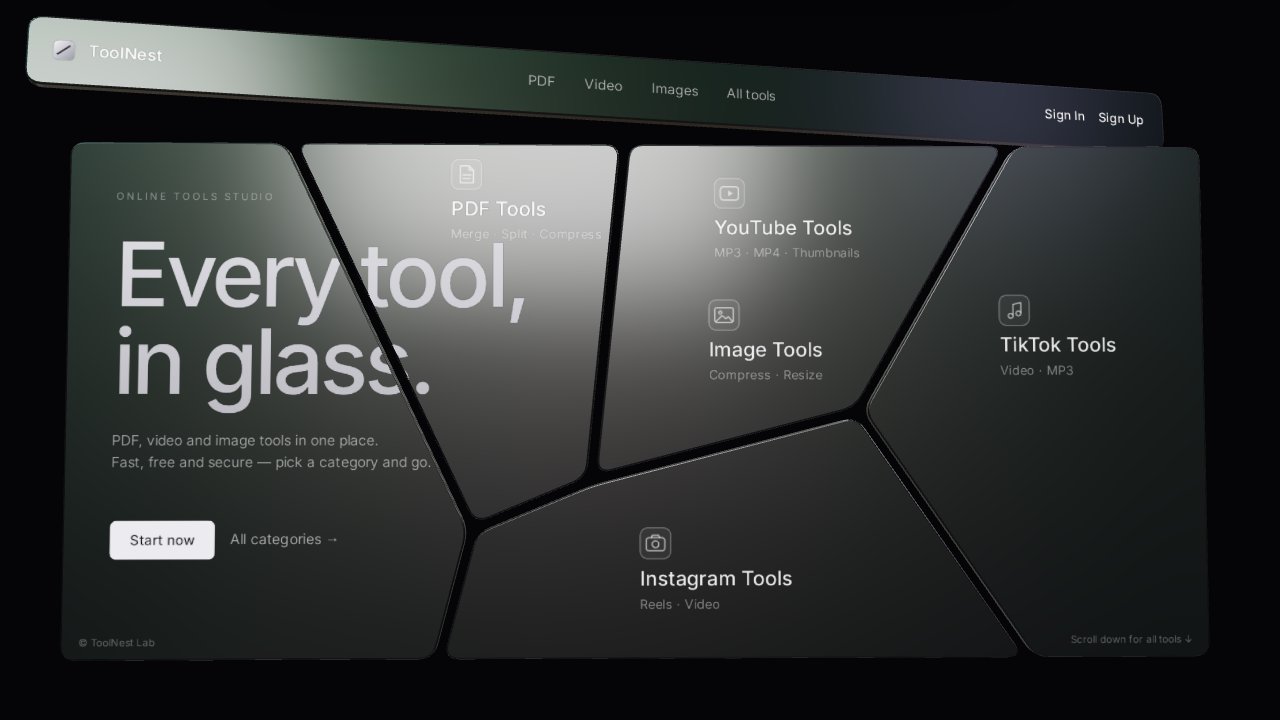 ToolNest
PDF Video Images All tools
Sign In Sign Up
ONLINE TOOLS STUDIO
Every tool,
in glass.
PDF, video and image tools in one place.
Fast, free and secure — pick a category and go.
Start now All categories →
© ToolNest Lab
PDF Tools
Merge · Split · Compress
YouTube Tools
MP3 · MP4 · Thumbnails
Image Tools
Compress · Resize
TikTok Tools
Video · MP3
Instagram Tools
Reels · Video
Scroll down for all tools ↓